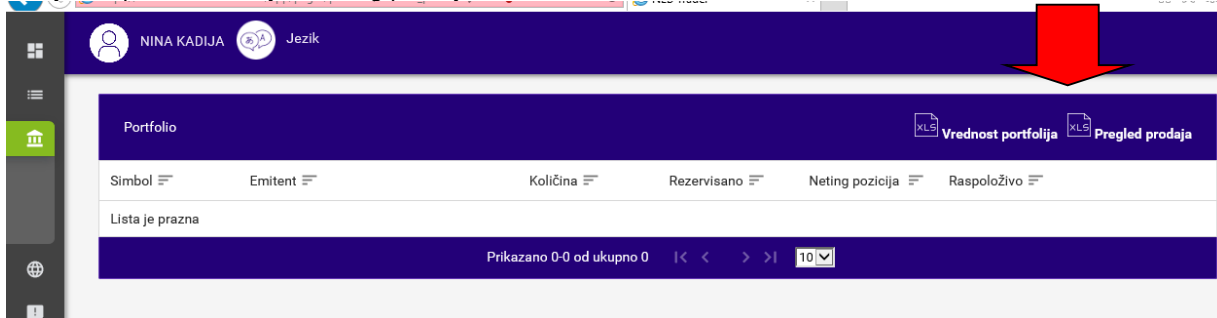 NINA KADIJA Jezik
Portfolio XLS Vrednost portfolija XLS Pregled prodaja
Simbol Emitent Količina Rezervisano Neting pozicija Raspoloživo
Lista je prazna
Prikazano 0-0 od ukupno 0 |< < > >| 10